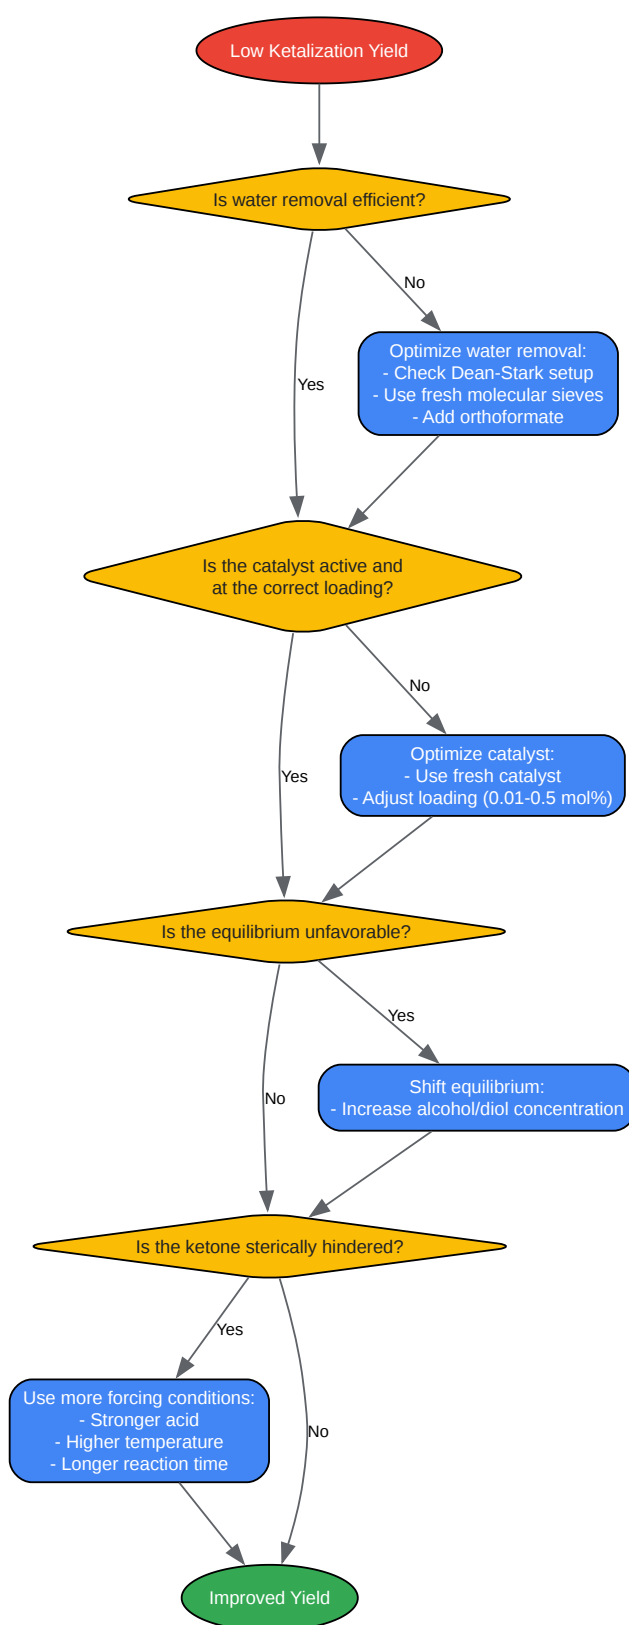 Low Ketalization Yield
Is water removal efficient?
No
Optimize water removal:
- Check Dean-Stark setup
- Use fresh molecular sieves
- Add orthoformate
Yes
Is the catalyst active and
at the correct loading?
No
Optimize catalyst:
- Use fresh catalyst
- Adjust loading (0.01-0.5 mol%)
Yes
Is the equilibrium unfavorable?
Yes
Shift equilibrium:
- Increase alcohol/diol concentration
No
Is the ketone sterically hindered?
Yes
Use more forcing conditions:
- Stronger acid
- Higher temperature
- Longer reaction time
No
Improved Yield